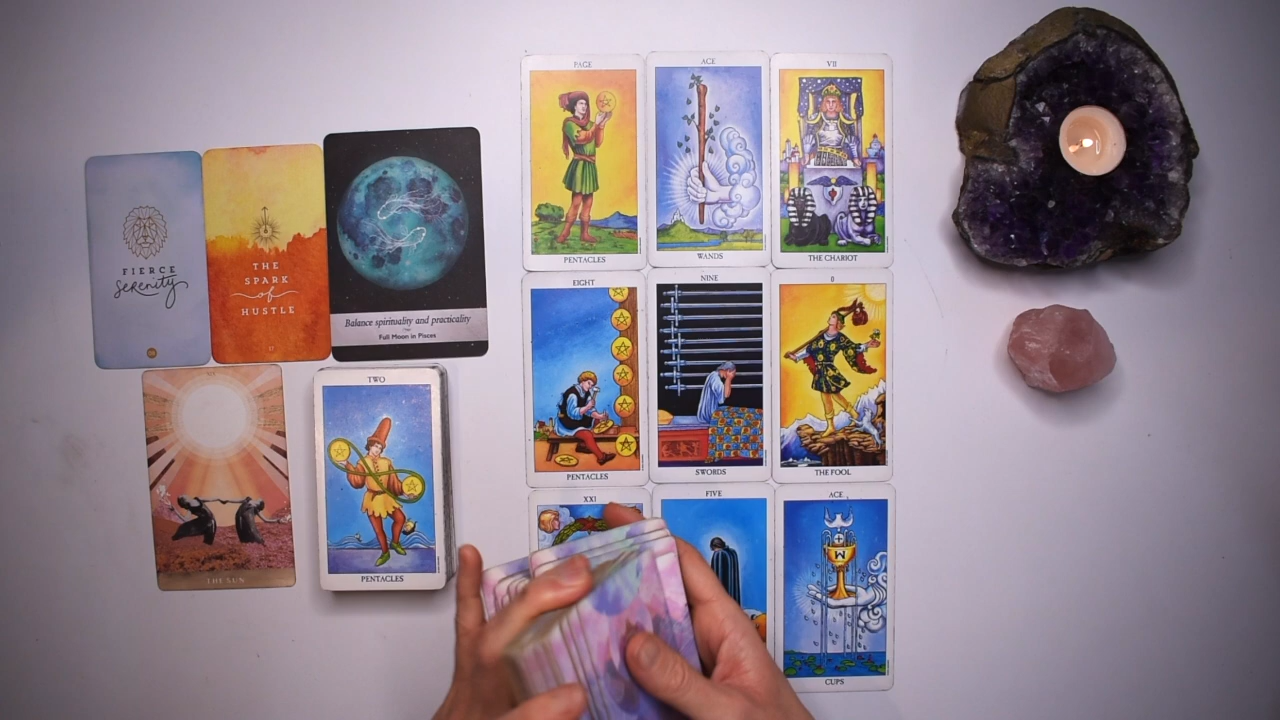 FIERCE
Serenity
THE
SPARK
of
HUSTLE
17
Balance spirituality and practicality
Full Moon in Pisces
THE SUN
TWO
PENTACLES
PAGE
PENTACLES
ACE
WANDS
VII
THE CHARIOT
EIGHT
PENTACLES
NINE
SWORDS
0
THE FOOL
XXI
FIVE
ACE
W
CUPS